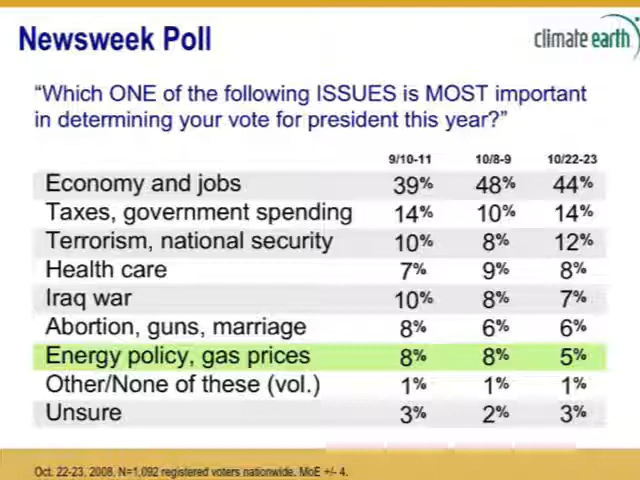 Newsweek Poll
climate earth
"Which ONE of the following ISSUES is MOST important
in determining your vote for president this year?"
9/10-11 10/8-9 10/22-23
Economy and jobs 39% 48% 44%
Taxes, government spending 14% 10% 14%
Terrorism, national security 10% 8% 12%
Health care 7% 9% 8%
Iraq war 10% 8% 7%
Abortion, guns, marriage 8% 6% 6%
Energy policy, gas prices 8% 8% 5%
Other/None of these (vol.) 1% 1% 1%
Unsure 3% 2% 3%
Oct. 22-23, 2008. N=1,092 registered voters nationwide. MoE +/- 4.